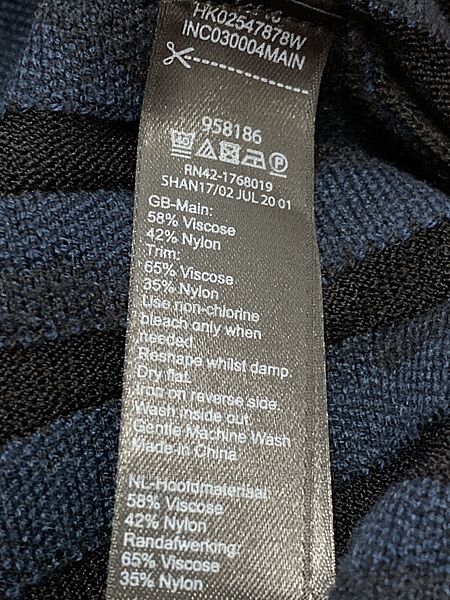 HK02547878W
INC030004MAIN
958186
40
P
RN42-1768019
SHAN17/02 JUL 20 01
GB-Main:
58% Viscose
42% Nylon
Trim:
65% Viscose
35% Nylon
Use non-chlorine
bleach only when
needed.
Reshape whilst damp.
Dry flat.
Iron on reverse side.
Wash inside out
Gentle Machine Wash
Made in China
NL-Hoofdmateriaal:
58% Viscose
42% Nylon
Randafwerking:
65% Viscose
35% Nylon